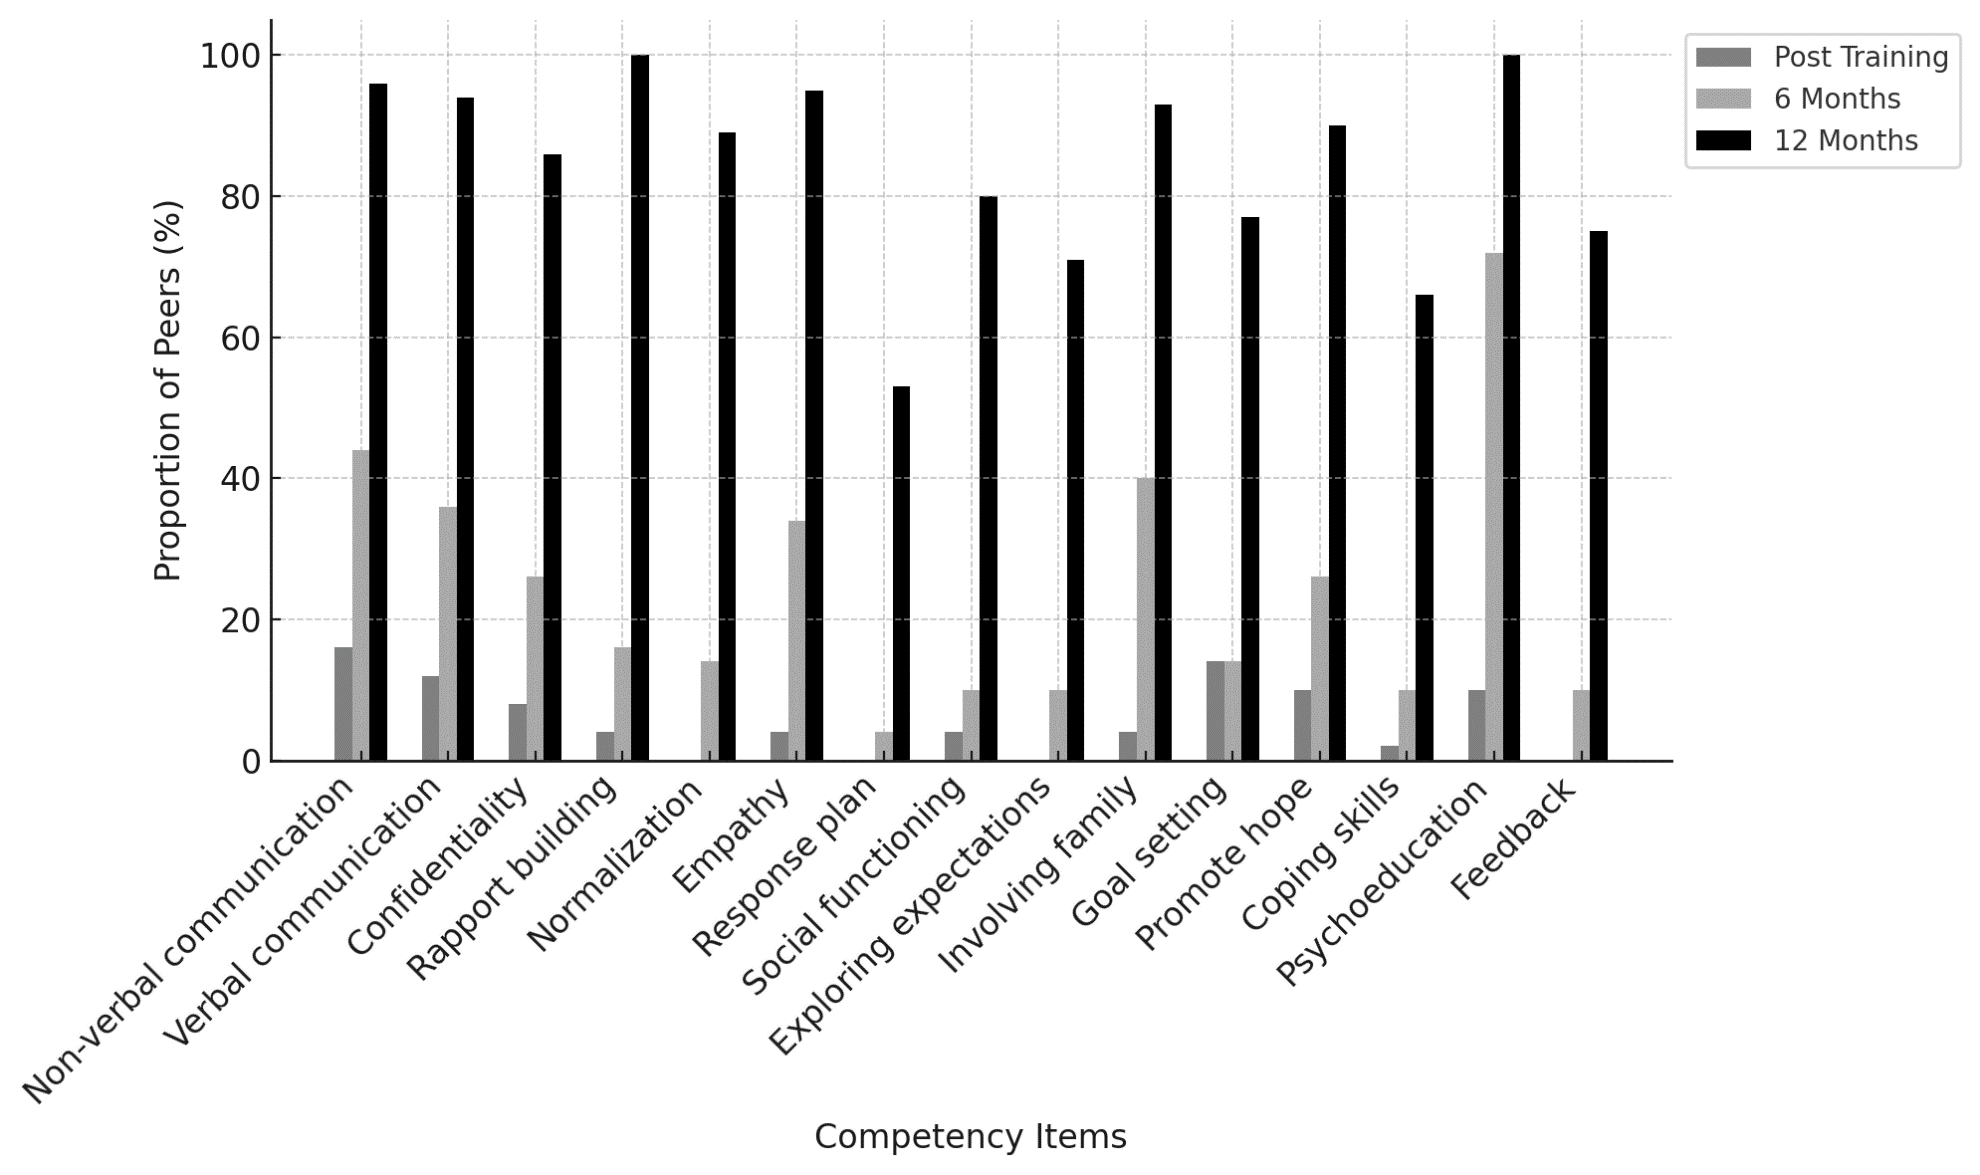 100
80
60
40
20
0
Proportion of Peers (%)
Post Training
6 Months
12 Months
Non-verbal communication
Verbal communication
Confidentiality
Rapport building
Normalization
Empathy
Response plan
Social functioning
Exploring expectations
Involving family
Goal setting
Promote hope
Coping skills
Psychoeducation
Feedback
Competency Items